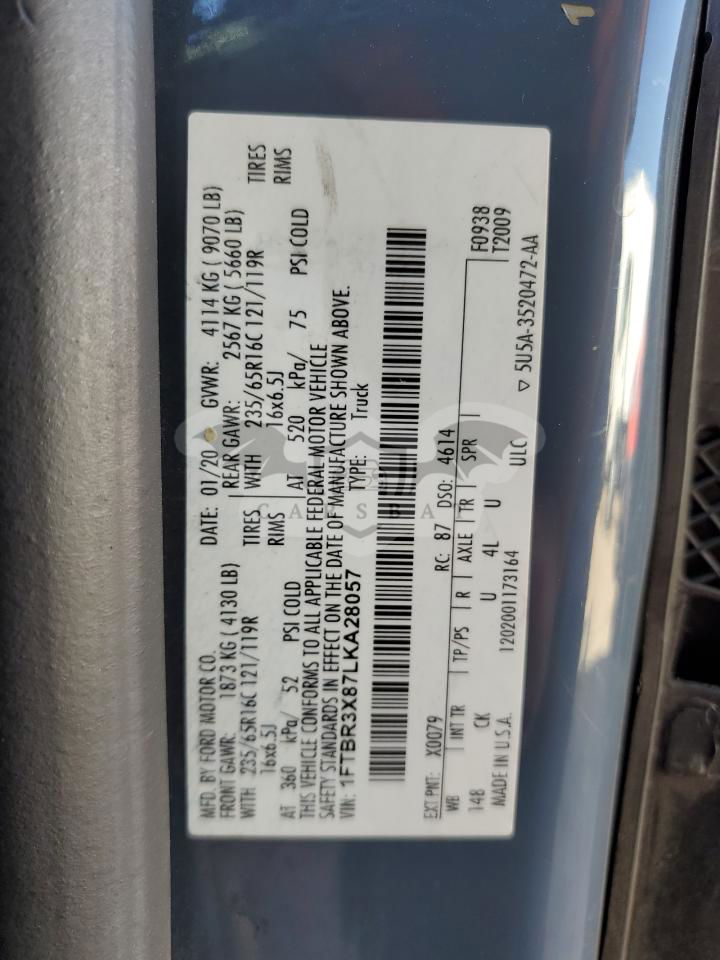 MFD. BY FORD MOTOR CO. DATE: 01/20 GVWR: 4114 KG ( 9070 LB)
FRONT GAWR: 1873 KG ( 4130 LB) REAR GAWR: 2567 KG ( 5660 LB)
WITH 235/65R16C 121/119R TIRES WITH 235/65R16C 121/119R TIRES
16x6.5J RIMS 16x6.5J RIMS
AT 360 kPa/ 52 PSI COLD AT 520 kPa/ 75 PSI COLD
THIS VEHICLE CONFORMS TO ALL APPLICABLE FEDERAL MOTOR VEHICLE
SAFETY STANDARDS IN EFFECT ON THE DATE OF MANUFACTURE SHOWN ABOVE.
VIN: 1FTBR3X87LKA28057 TYPE: Truck
CARSBA
EXT PNT: X0079 RC: 87 DSO: 4614 F0938
WB INT TR TP/PS R AXLE TR SPR T2009
148 CK U 4L U
MADE IN U.S.A. 1202001173164 ULC 5U5A-3520472-AA